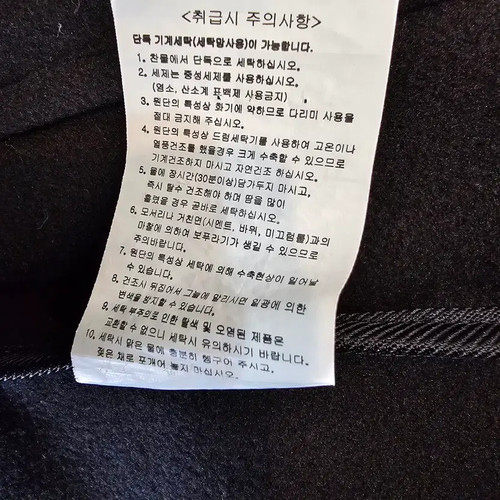 <취급시 주의사항>
단독 기계세탁(세탁망사용)이 가능합니다.
1. 찬물에서 단독으로 세탁하십시오.
2. 세제는 중성세제를 사용하십시오.
(염소, 산소계 표백제 사용금지)
3. 원단의 특성상 화기에 약하므로 다리미 사용을
절대 금지해 주십시오.
4. 원단의 특성상 드럼세탁기를 사용하여 고온이나
열풍건조를 했을경우 크게 수축할 수 있으므로
기계건조하지 마시고 자연건조 하십시오.
5. 물에 장시간(30분이상)담가두지 마시고,
즉시 탈수 건조해야 하며 땀을 많이
흘렸을 경우 곧바로 세탁하십시오.
6. 모서리나 거친면(시멘트, 바위, 미끄럼틀)과의
마찰에 의하여 보푸라기가 생길 수 있으므로
주의바랍니다.
7. 원단의 특성상 세탁에 의해 수축현상이 일어날
수 있습니다.
8. 건조시 뒤집어서 그늘에 말리시면 일광에 의한
변색을 방지할 수 있습니다.
9. 세탁 부주의로 인한 탈색 및 오염된 제품은
교환할 수 없으니 세탁시 유의하시기 바랍니다.
10. 세탁시 맑은 물에 충분히 헹구어 주시고,
젖은 채로 포개어 놓지 마십시오.